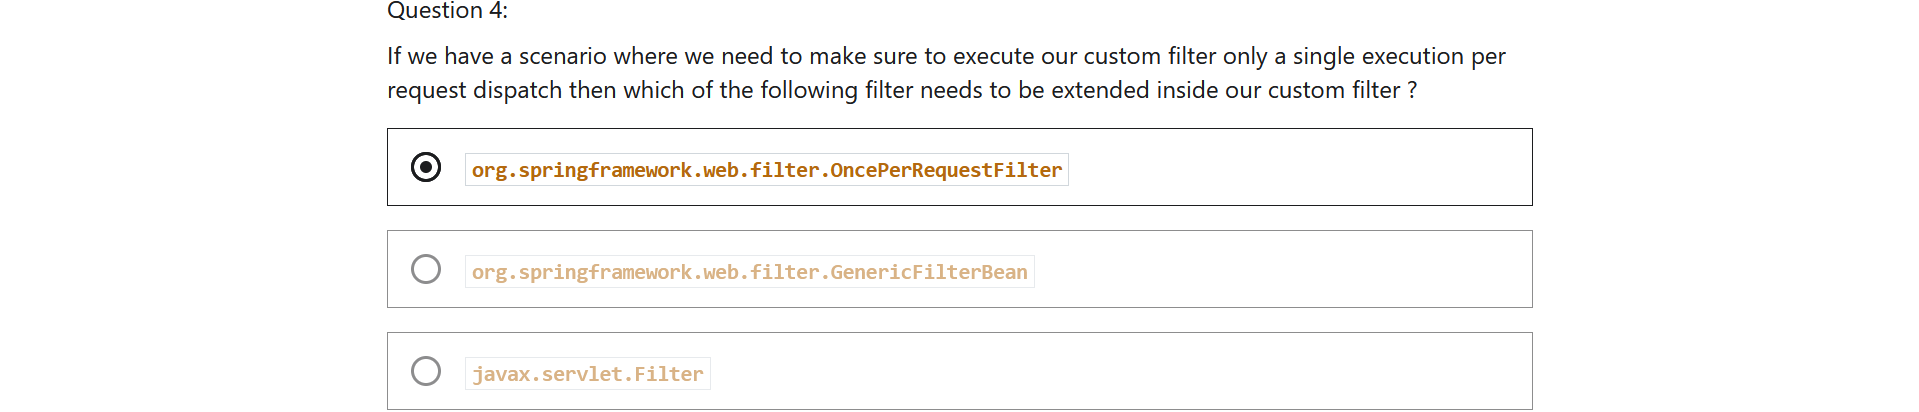 Question 4:
If we have a scenario where we need to make sure to execute our custom filter only a single execution per
request dispatch then which of the following filter needs to be extended inside our custom filter ?
org.springframework.web.filter.OncePerRequestFilter
org.springframework.web.filter.GenericFilterBean
javax.servlet.Filter